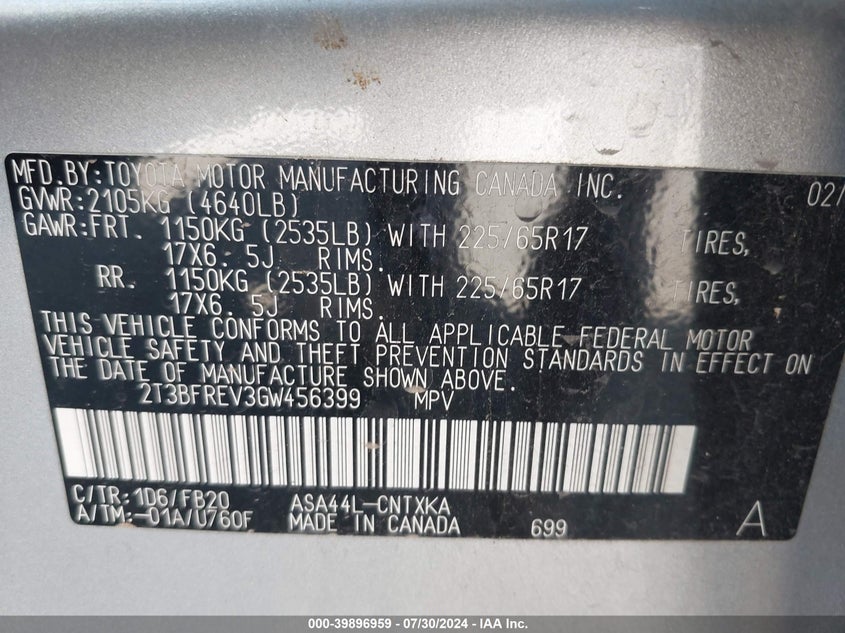 MFD.BY:TOYOTA MOTOR MANUFACTURING CANADA INC. 02/
GVWR:2105KG (4640LB)
GAWR:FRT. 1150KG (2535LB) WITH 225/65R17 TIRES,
17X6. 5J RIMS.
RR. 1150KG (2535LB) WITH 225/65R17 TIRES,
17X6. 5J RIMS.
THIS VEHICLE CONFORMS TO ALL APPLICABLE FEDERAL MOTOR
VEHICLE SAFETY AND THEFT PREVENTION STANDARDS IN EFFECT ON
THE DATE OF MANUFACTURE SHOWN ABOVE.
2T3BFREV3GW456399 MPV
C/TR:1D6/FB20 ASA44L-CNTXKA
A/TM:-01A/U760F MADE IN CANADA 699 A
000-39896959 / 07/30/2024 - IAA Inc.